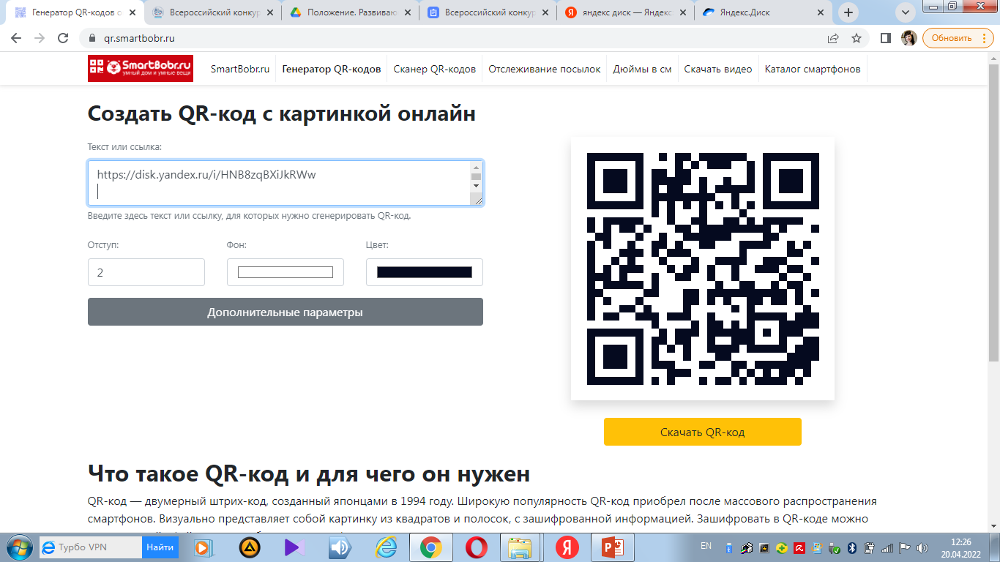 Генератор QR-кодов о
Всероссийский конкур
Положение. Развиваю
Всероссийский конкур
яндекс диск — Яндекс
Яндекс.Диск
qr.smartbobr.ru
Обновить
SmartBobr.ru
умный дом и умные вещи
SmartBobr.ru
Генератор QR-кодов
Сканер QR-кодов
Отслеживание посылок
Дюймы в см
Скачать видео
Каталог смартфонов
Создать QR-код с картинкой онлайн
Текст или ссылка:
https://disk.yandex.ru/i/HNB8zqBXiJkRWw
Введите здесь текст или ссылку, для которых нужно сгенерировать QR-код.
Отступ:
Фон:
Цвет:
2
Дополнительные параметры
Скачать QR-код
Что такое QR-код и для чего он нужен
QR-код — двумерный штрих-код, созданный японцами в 1994 году. Широкую популярность QR-код приобрел после массового распространения
смартфонов. Визуально представляет собой картинку из квадратов и полосок, с зашифрованной информацией. Зашифровать в QR-коде можно
Турбо VPN
Найти
EN
12:26
20.04.2022